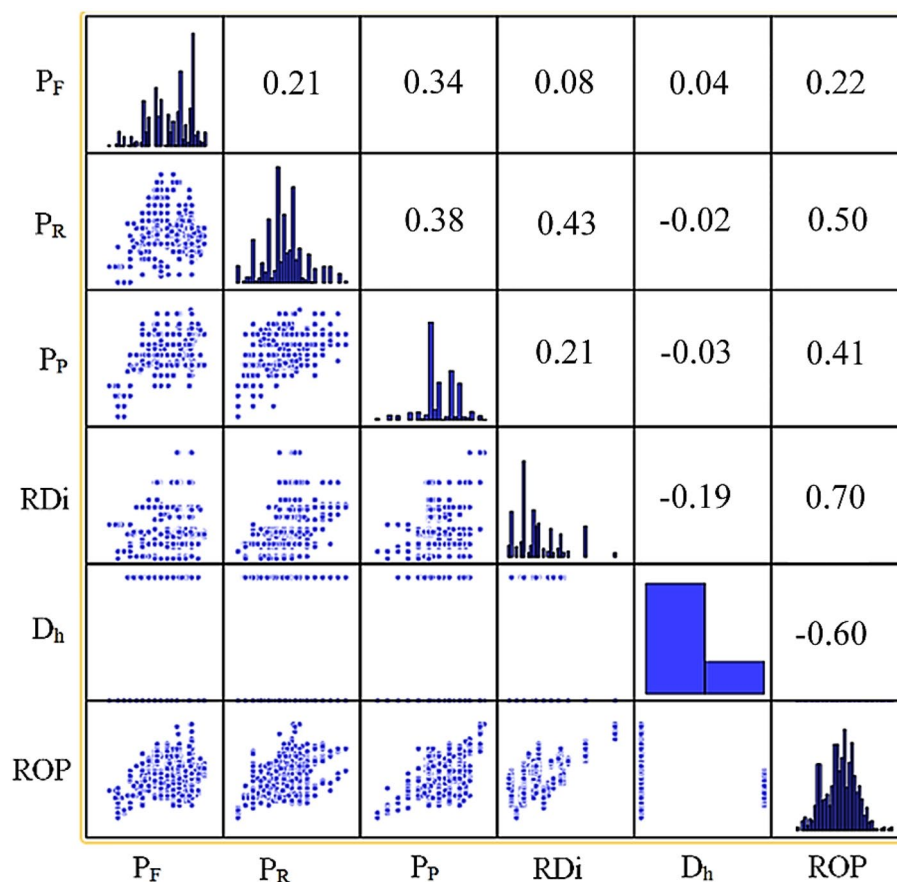 P_F 0.21 0.34 0.08 0.04 0.22
P_R 0.38 0.43 -0.02 0.50
P_P 0.21 -0.03 0.41
RDi -0.19 0.70
D_h -0.60
ROP
P_F P_R P_P RDi D_h ROP